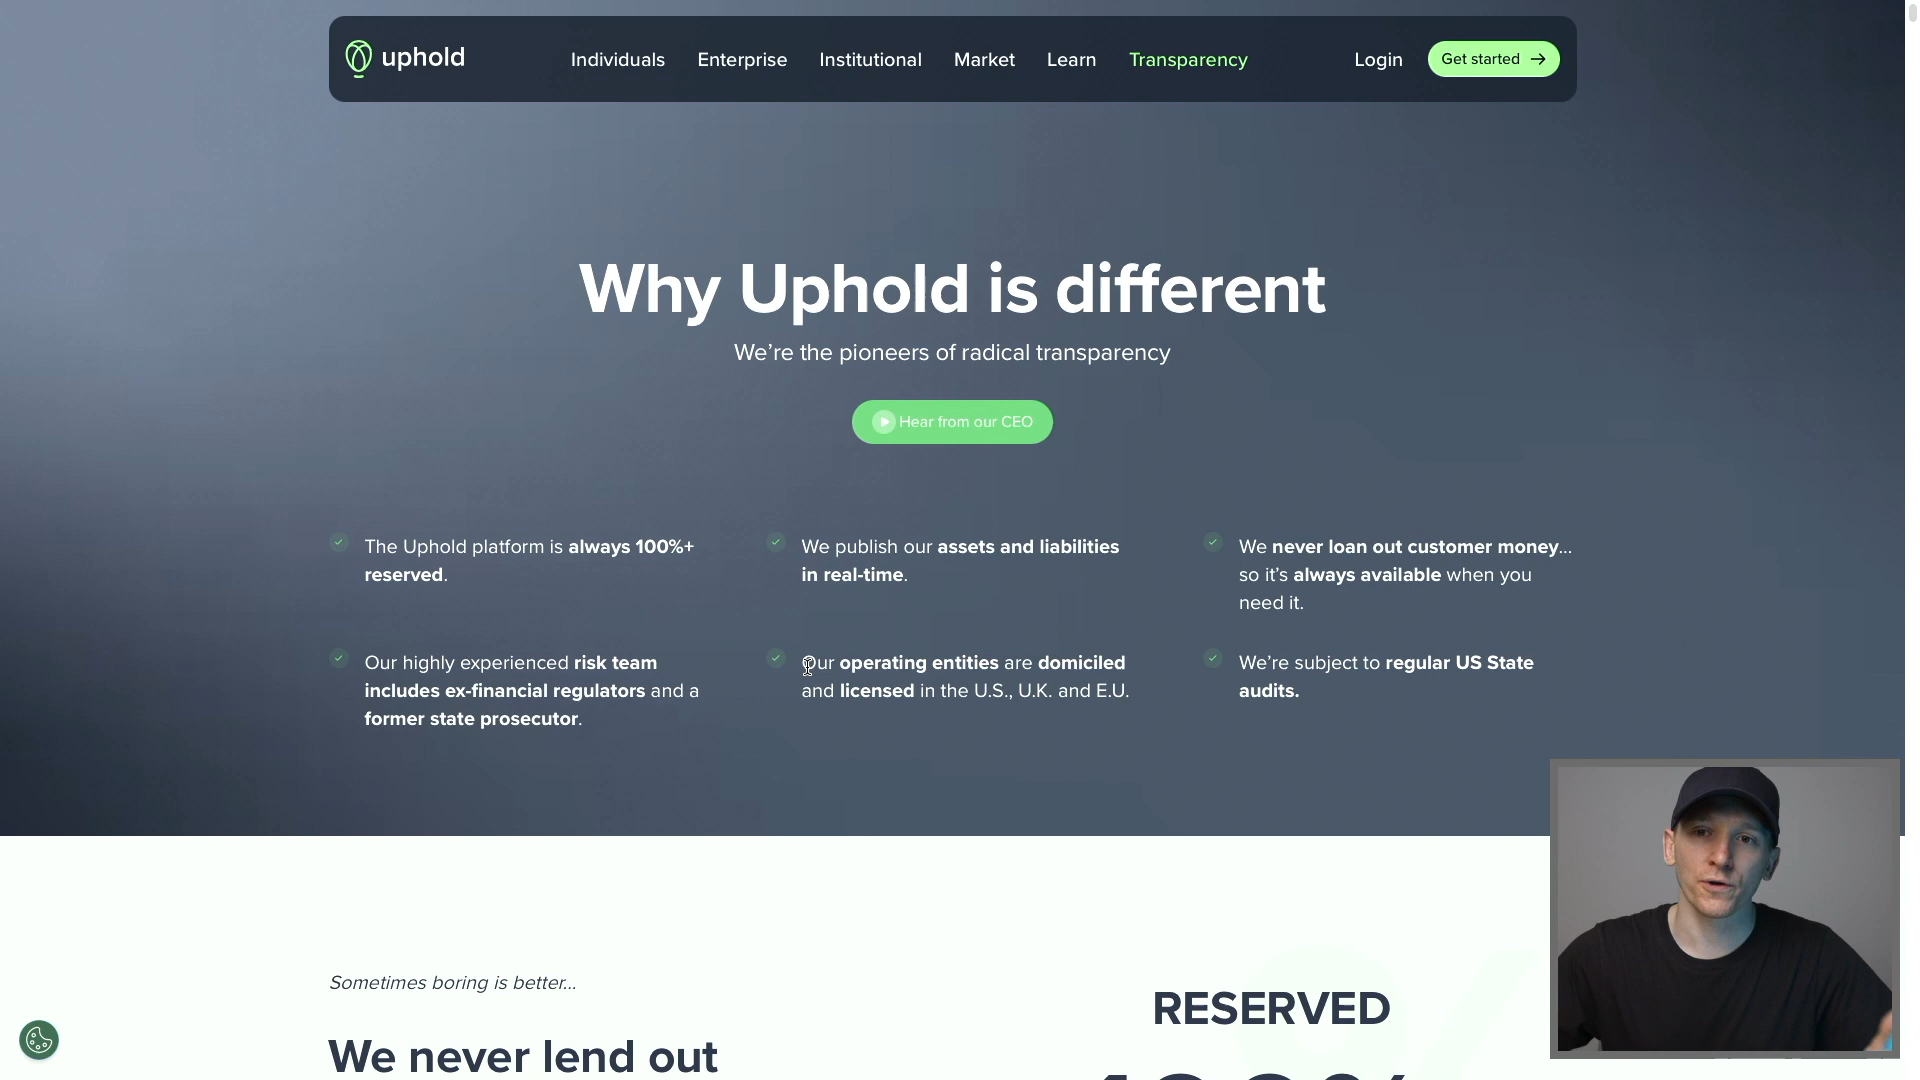 uphold
Individuals
Enterprise
Institutional
Market
Learn
Transparency
Login
Get started
Why Uphold is different
We’re the pioneers of radical transparency
Hear from our CEO
The Uphold platform is always 100%+
reserved.
We publish our assets and liabilities
in real-time.
We never loan out customer money...
so it’s always available when you
need it.
Our highly experienced risk team
includes ex-financial regulators and a
former state prosecutor.
Our operating entities are domiciled
and licensed in the U.S., U.K. and E.U.
We’re subject to regular US State
audits.
Sometimes boring is better...
We never lend out
RESERVED